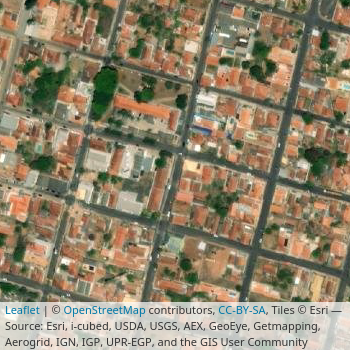 Leaflet | © OpenStreetMap contributors, CC-BY-SA, Tiles © Esri —
Source: Esri, i-cubed, USDA, USGS, AEX, GeoEye, Getmapping,
Aerogrid, IGN, IGP, UPR-EGP, and the GIS User Community